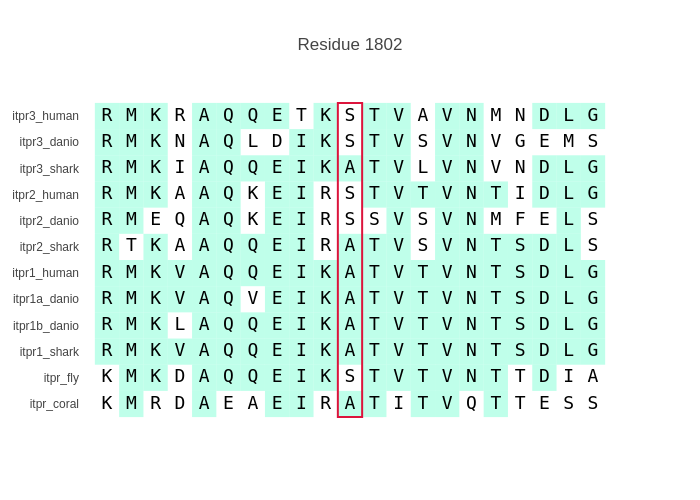 Residue 1802
itpr3_human R M K R A Q Q E T K S T V A V N M N D L G
itpr3_danio R M K N A Q L D I K S T V S V N V G E M S
itpr3_shark R M K I A Q Q E I K A T V L V N V N D L G
itpr2_human R M K A A Q K E I R S T V T V N T I D L G
itpr2_danio R M E Q A Q K E I R S S V S V N M F E L S
itpr2_shark R T K A A Q Q E I R A T V S V N T S D L S
itpr1_human R M K V A Q Q E I K A T V T V N T S D L G
itpr1a_danio R M K V A Q V E I K A T V T V N T S D L G
itpr1b_danio R M K L A Q Q E I K A T V T V N T S D L G
itpr1_shark R M K V A Q Q E I K A T V T V N T S D L G
itpr_fly K M K D A Q Q E I K S T V T V N T T D I A
itpr_coral K M R D A E A E I R A T I T V Q T T E S S